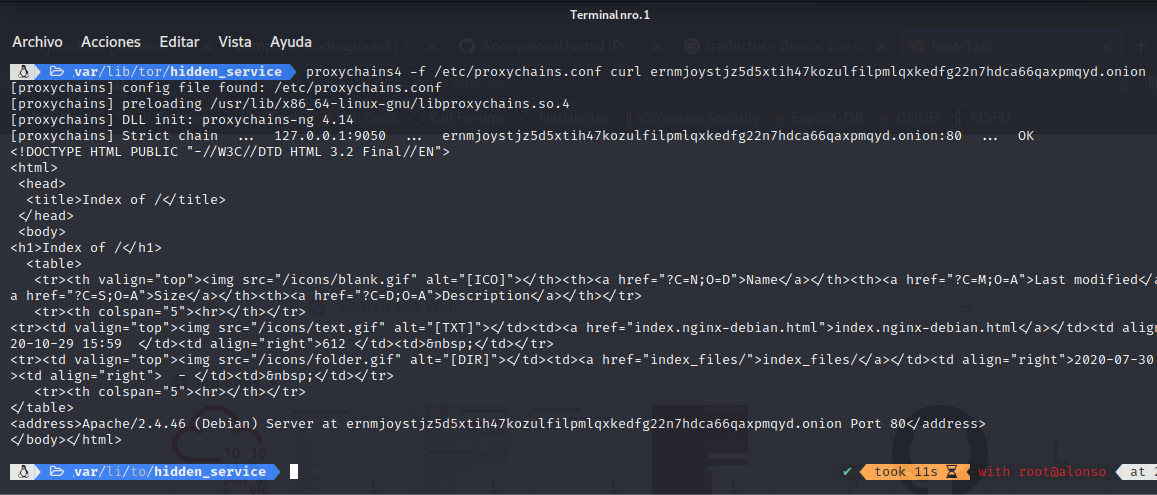 Terminal nro. 1
Archivo Acciones Editar Vista Ayuda
var/lib/tor/hidden_service proxychains4 -f /etc/proxychains.conf curl ernmjoystjz5d5xtih47kozulfilpmlqxkedfg22n7hdca66qaxpmqyd.onion
[proxychains] config file found: /etc/proxychains.conf
[proxychains] preloading /usr/lib/x86_64-linux-gnu/libproxychains.so.4
[proxychains] DLL init: proxychains-ng 4.14
[proxychains] Strict chain ... 127.0.0.1:9050 ... ernmjoystjz5d5xtih47kozulfilpmlqxkedfg22n7hdca66qaxpmqyd.onion:80 ... OK
<!DOCTYPE HTML PUBLIC "-//W3C//DTD HTML 3.2 Final//EN">
<html>
<head>
<title>Index of /</title>
</head>
<body>
<h1>Index of /</h1>
<table>
<tr><th valign="top"><img src="/icons/blank.gif" alt="[ICO]"></th><th><a href="?C=N;O=D">Name</a></th><th><a href="?C=M;O=A">Last modified</
a href="?C=S;O=A">Size</a></th><th><a href="?C=D;O=A">Description</a></th></tr>
<tr><th colspan="5"><hr></th></tr>
<tr><td valign="top"><img src="/icons/text.gif" alt="[TXT]"></td><td><a href="index.nginx-debian.html">index.nginx-debian.html</a></td><td alig
20-10-29 15:59 </td><td align="right">612 </td><td>&nbsp;</td></tr>
<tr><td valign="top"><img src="/icons/folder.gif" alt="[DIR]"></td><td><a href="index_files/">index_files/</a></td><td align="right">2020-07-30
><td align="right"> - </td><td>&nbsp;</td></tr>
<tr><th colspan="5"><hr></th></tr>
</table>
<address>Apache/2.4.46 (Debian) Server at ernmjoystjz5d5xtih47kozulfilpmlqxkedfg22n7hdca66qaxpmqyd.onion Port 80</address>
</body></html>
var/li/to/hidden_service ✔ took 11s with root@alonso at